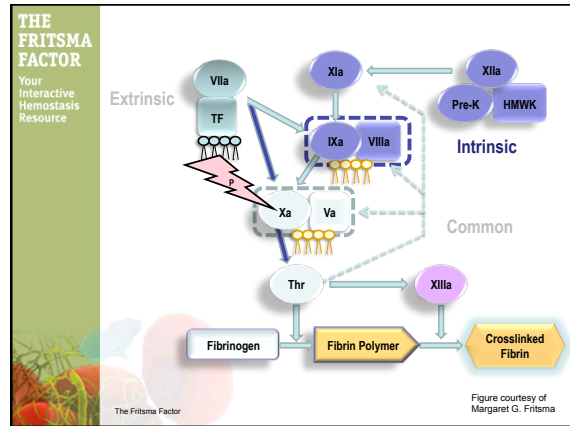 THE
FRITSMA
FACTOR
Your
Interactive
Hemostasis
Resource
Extrinsic
VIIa
TF
XIa
XIIa
Pre-K
HMWK
IXa
VIIIa
Intrinsic
P
Xa
Va
Common
Thr
XIIIa
Fibrinogen
Fibrin Polymer
Crosslinked
Fibrin
The Fritsma Factor
Figure courtesy of
Margaret G. Fritsma